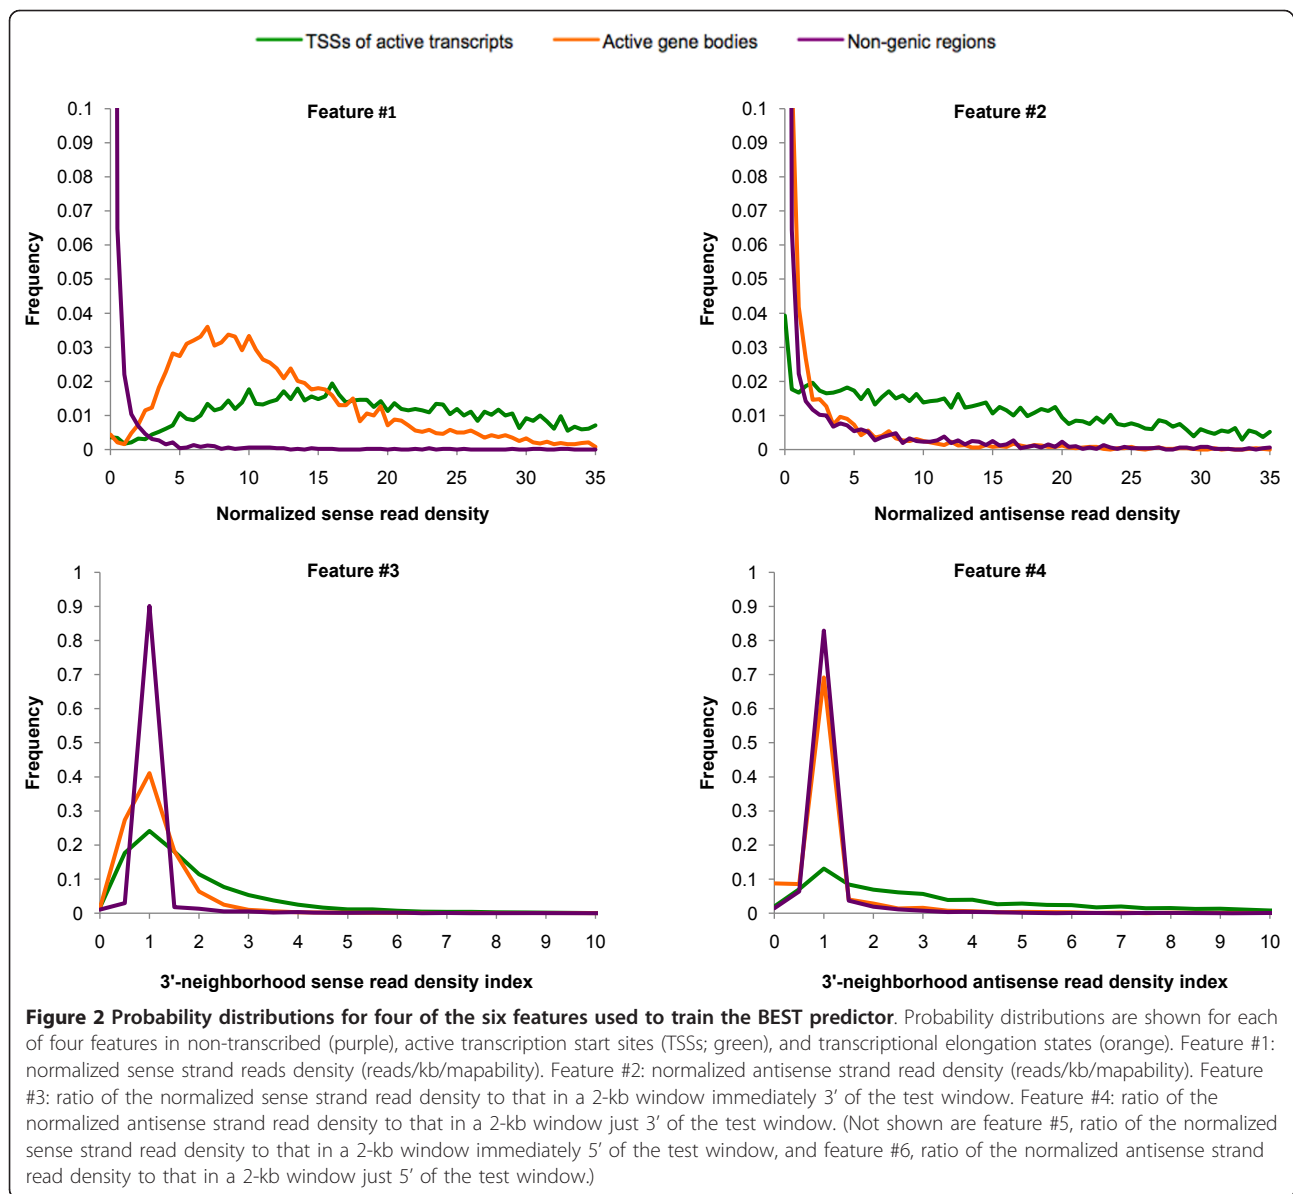 TSSs of active transcripts Active gene bodies Non-genic regions
Feature #1
0.1
0.09
0.08
0.07
0.06
0.05
0.04
0.03
0.02
0.01
0
Frequency
0 5 10 15 20 25 30 35
Normalized sense read density
Feature #2
0.1
0.09
0.08
0.07
0.06
0.05
0.04
0.03
0.02
0.01
0
Frequency
0 5 10 15 20 25 30 35
Normalized antisense read density
Feature #3
1
0.9
0.8
0.7
0.6
0.5
0.4
0.3
0.2
0.1
0
Frequency
0 1 2 3 4 5 6 7 8 9 10
3'-neighborhood sense read density index
Feature #4
1
0.9
0.8
0.7
0.6
0.5
0.4
0.3
0.2
0.1
0
Frequency
0 1 2 3 4 5 6 7 8 9 10
3'-neighborhood antisense read density index
Figure 2 Probability distributions for four of the six features used to train the BEST predictor. Probability distributions are shown for each
of four features in non-transcribed (purple), active transcription start sites (TSSs; green), and transcriptional elongation states (orange). Feature #1:
normalized sense strand reads density (reads/kb/mapability). Feature #2: normalized antisense strand read density (reads/kb/mapability). Feature
#3: ratio of the normalized sense strand read density to that in a 2-kb window immediately 3’ of the test window. Feature #4: ratio of the
normalized antisense strand read density to that in a 2-kb window just 3’ of the test window. (Not shown are feature #5, ratio of the normalized
sense strand read density to that in a 2-kb window immediately 5’ of the test window, and feature #6, ratio of the normalized antisense strand
read density to that in a 2-kb window just 5’ of the test window.)